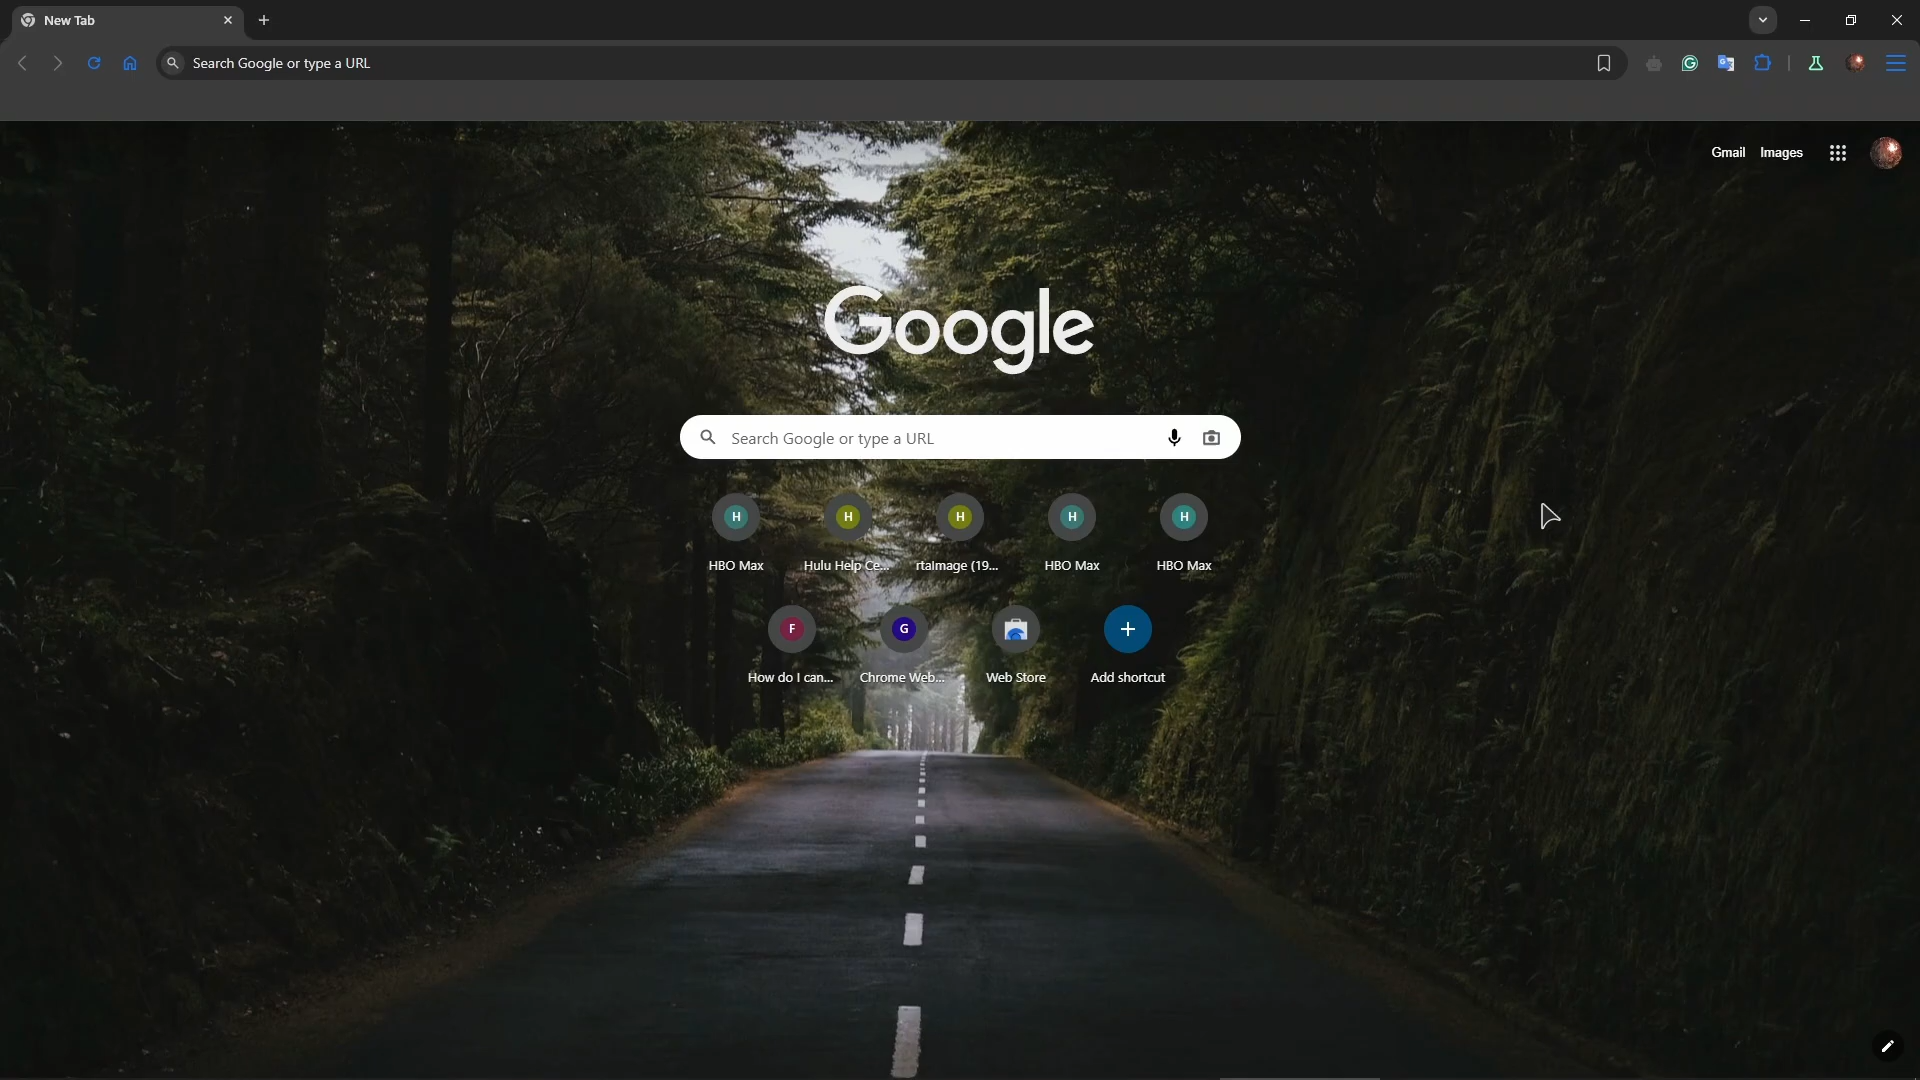 New Tab
Search Google or type a URL
Gmail Images
Google
Search Google or type a URL
H H H H H
HBO Max Hulu Help Ce... rtaImage (19... HBO Max HBO Max
F G
How do I can... Chrome Web... Web Store Add shortcut